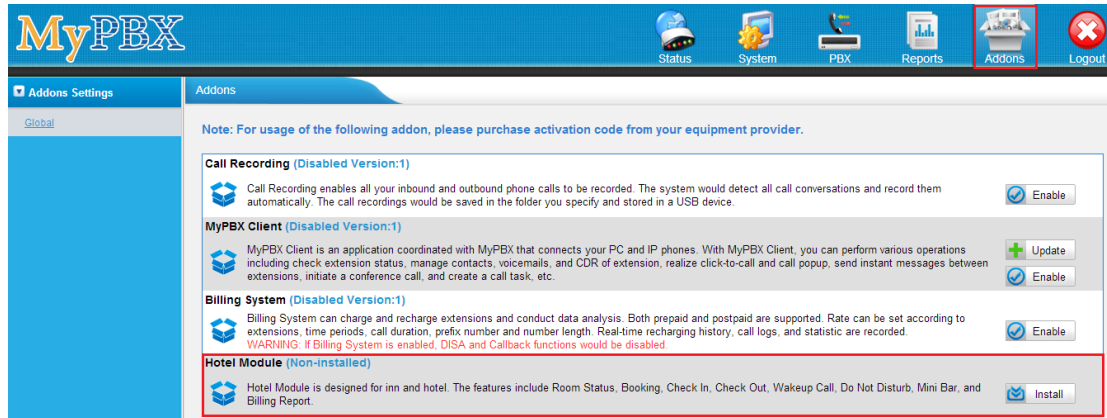 MyPBX
Status System PBX Reports Addons Logout
Addons Settings
Addons
Global
Note: For usage of the following addon, please purchase activation code from your equipment provider.
Call Recording (Disabled Version:1)
Call Recording enables all your inbound and outbound phone calls to be recorded. The system would detect all call conversations and record them
automatically. The call recordings would be saved in the folder you specify and stored in a USB device.
Enable
MyPBX Client (Disabled Version:1)
MyPBX Client is an application coordinated with MyPBX that connects your PC and IP phones. With MyPBX Client, you can perform various operations
including check extension status, manage contacts, voicemails, and CDR of extension, realize click-to-call and call popup, send instant messages between
extensions, initiate a conference call, and create a call task, etc.
Update
Enable
Billing System (Disabled Version:1)
Billing System can charge and recharge extensions and conduct data analysis. Both prepaid and postpaid are supported. Rate can be set according to
extensions, time periods, call duration, prefix number and number length. Real-time recharging history, call logs, and statistic are recorded.
WARNING: If Billing System is enabled, DISA and Callback functions would be disabled.
Enable
Hotel Module (Non-installed)
Hotel Module is designed for inn and hotel. The features include Room Status, Booking, Check In, Check Out, Wakeup Call, Do Not Disturb, Mini Bar, and
Billing Report.
Install